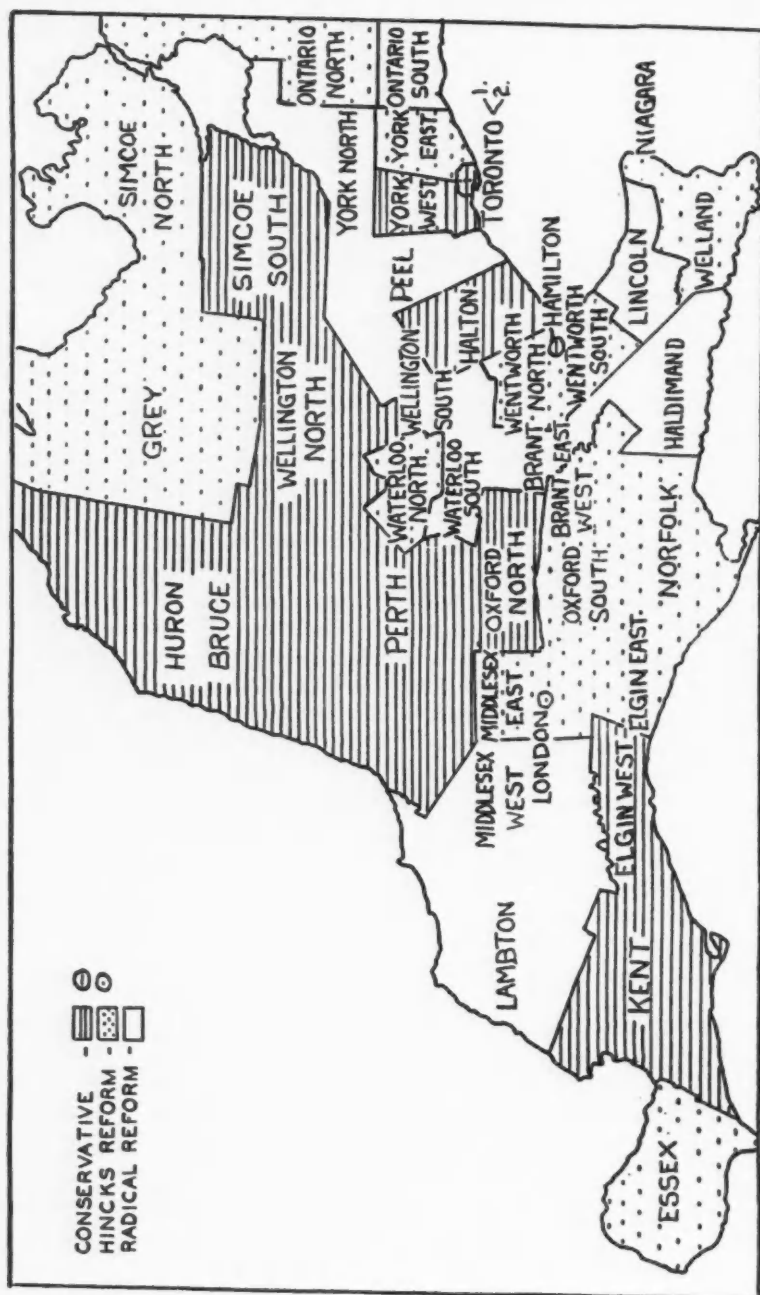 CONSERVATIVE -
HINCKS REFORM -
RADICAL REFORM -
SIMCOE
NORTH
GREY
SIMCOE
SOUTH
ONTARIO
NORTH
ONTARIO
SOUTH
YORK NORTH
YORK
EAST
YORK
WEST
TORONTO < 1. 2.
PEEL
HURON
BRUGE
WELLINGTON
NORTH
WELLINGTON
SOUTH
HALTON
WATERLOO
NORTH
WATERLOO
SOUTH
WENTWORTH
NORTH
HAMILTON
WENTWORTH
SOUTH
NIAGARA
LINCOLN
WELLAND
HALDIMAND
PERTH
OXFORD
NORTH
BRANT
EAST
BRANT
WEST
OXFORD
SOUTH
NORFOLK
MIDDLESEX
EAST
LONDON
MIDDLESEX
WEST
ELGIN EAST
ELGIN WEST
LAMBTON
KENT
ESSEX